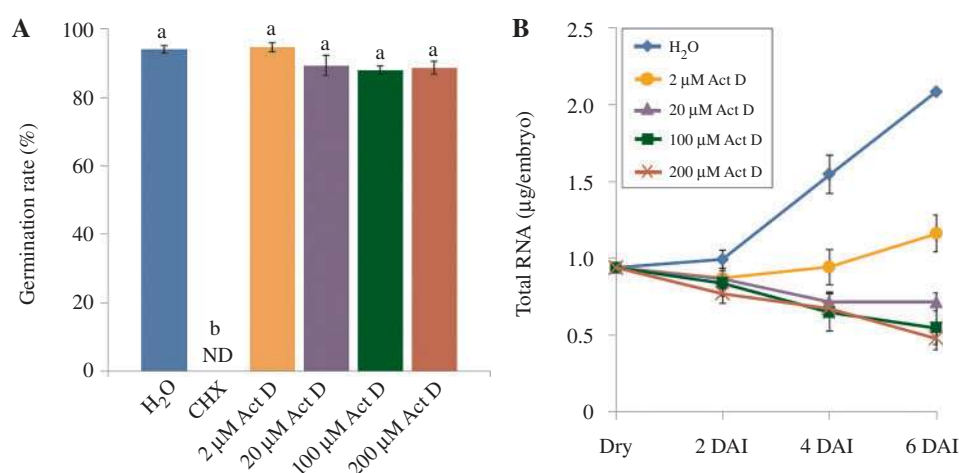 A
Germination rate (%)
100
80
60
40
20
0
a
b
ND
a
a
a
a
H₂O
CHX
2 μM Act D
20 μM Act D
100 μM Act D
200 μM Act D
B
Total RNA (μg/embryo)
2.5
2.0
1.5
1.0
0.5
0
H₂O
2 μM Act D
20 μM Act D
100 μM Act D
200 μM Act D
Dry
2 DAI
4 DAI
6 DAI